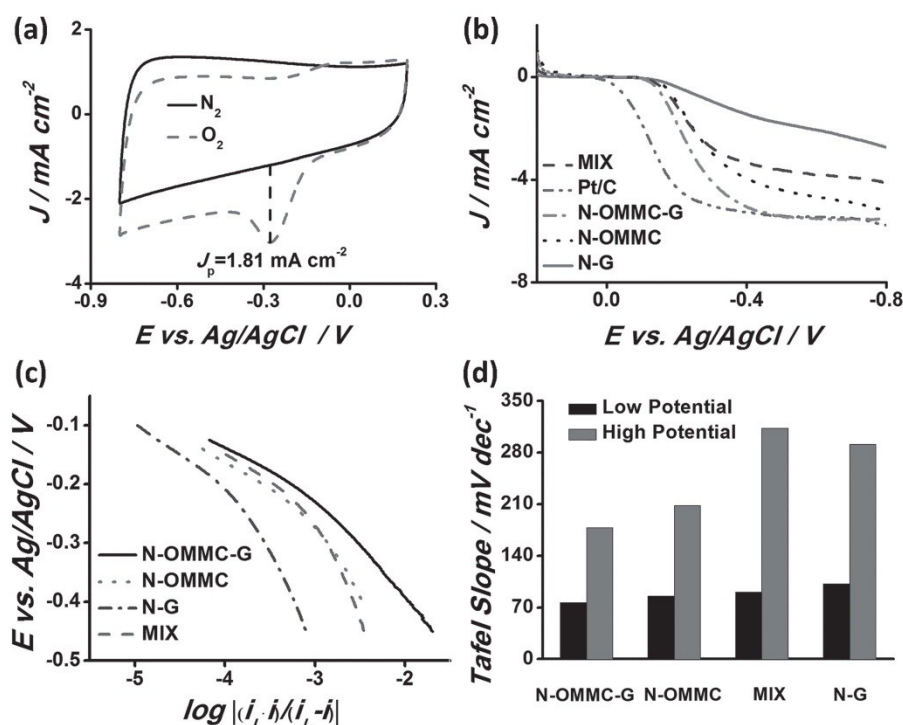 (a)
2
0
-2
-4
J / mA cm⁻²
N₂
O₂
Jₚ=1.81 mA cm⁻²
-0.9 -0.6 -0.3 0.0 0.3
E vs. Ag/AgCl / V
(b)
0
-4
-8
J / mA cm⁻²
MIX
Pt/C
N-OMMC-G
N-OMMC
N-G
0.0 -0.4 -0.8
E vs. Ag/AgCl / V
(c)
-0.1
-0.2
-0.3
-0.4
-0.5
E vs. Ag/AgCl / V
N-OMMC-G
N-OMMC
N-G
MIX
-5 -4 -3 -2
log |(i
i)/(i
-i)|
(d)
350
280
210
140
70
0
Tafel Slope / mV dec⁻¹
Low Potential
High Potential
N-OMMC-G N-OMMC MIX N-G